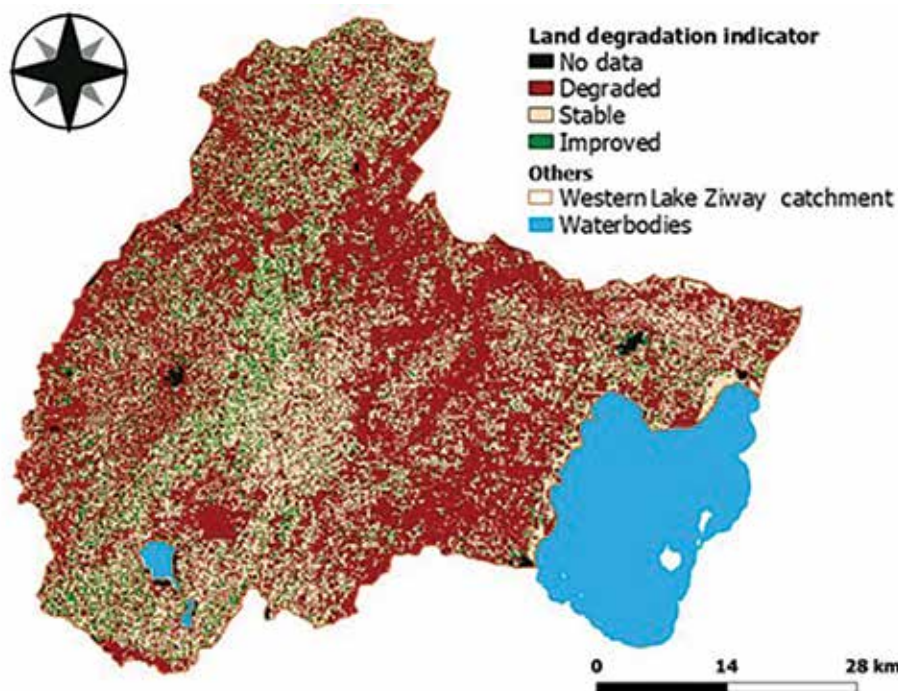 Land degradation indicator
No data
Degraded
Stable
Improved
Others
Western Lake Ziway catchment
Waterbodies
0 14 28 km